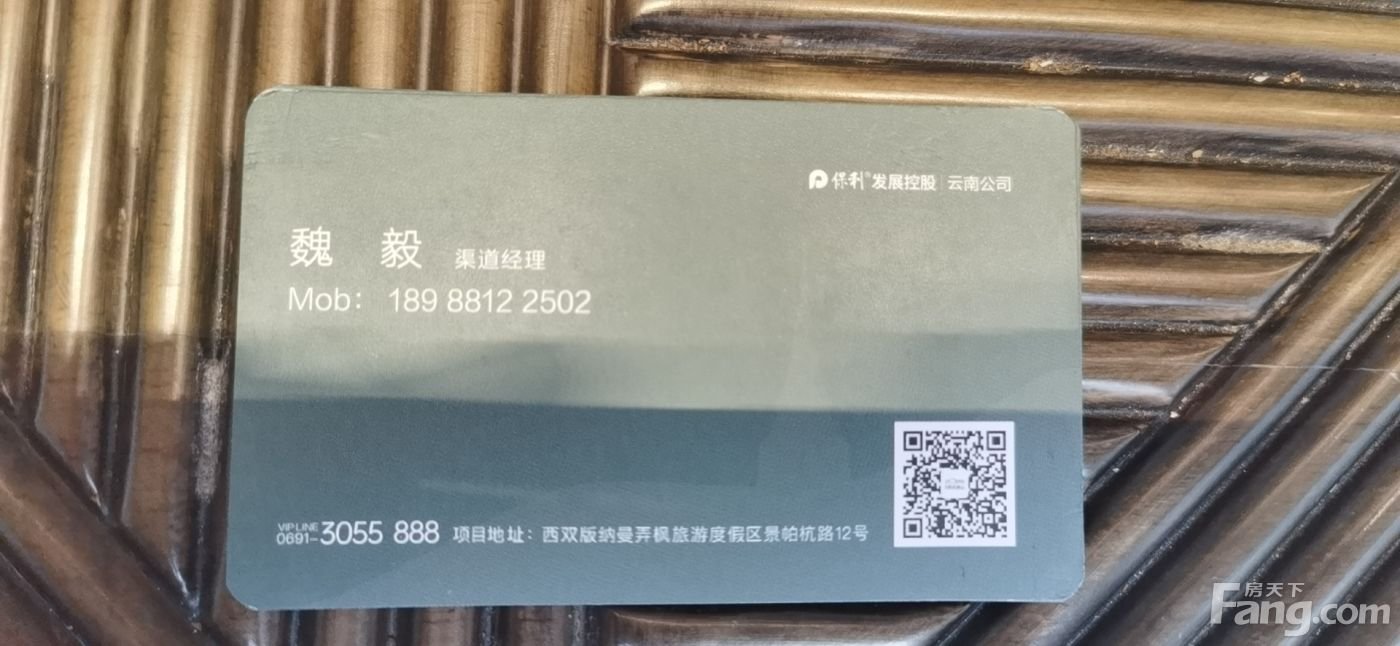 保利® 发展控股 | 云南公司
魏 毅 渠道经理
Mob: 189 8812 2502
VIP LINE
0691-3055 888 项目地址：西双版纳曼弄枫旅游度假区景帕杭路12号
房天下
Fang.com